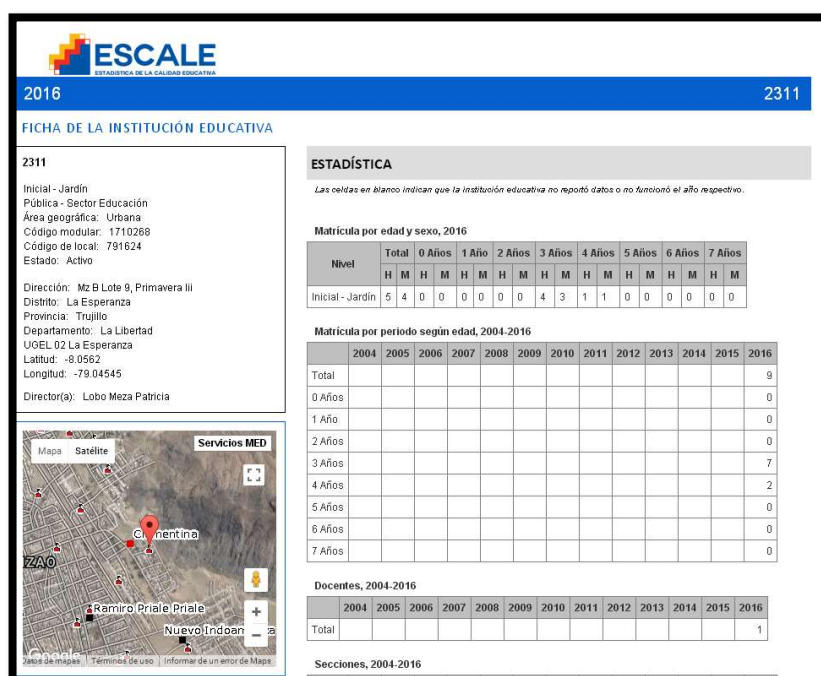 ESCALE
ESTADÍSTICA DE LA CALIDAD EDUCATIVA
2016 2311
FICHA DE LA INSTITUCIÓN EDUCATIVA
2311
Inicial - Jardín
Pública - Sector Educación
Área geográfica: Urbana
Código modular: 1710268
Código de local: 791624
Estado: Activo
Dirección: Mz B Lote 9, Primavera Iii
Distrito: La Esperanza
Provincia: Trujillo
Departamento: La Libertad
UGEL 02 La Esperanza
Latitud: -8.0562
Longitud: -79.04545
Director(a): Lobo Meza Patricia
Mapa Satélite Servicios MED
Clementina
ZAO
Ramiro Priale Priale
Nuevo Indoam
Google
Datos de mapas Términos de uso Informar de un error de Maps
ESTADÍSTICA
Las celdas en blanco indican que la institución educativa no reportó datos o no funcionó el año respectivo.
Matrícula por edad y sexo, 2016
Nivel Total 0 Años 1 Año 2 Años 3 Años 4 Años 5 Años 6 Años 7 Años
H M H M H M H M H M H M H M H M H M
Inicial - Jardín 5 4 0 0 0 0 0 0 4 3 1 1 0 0 0 0 0 0
Matrícula por periodo según edad, 2004-2016
2004 2005 2006 2007 2008 2009 2010 2011 2012 2013 2014 2015 2016
Total 9
0 Años 0
1 Año 0
2 Años 0
3 Años 7
4 Años 2
5 Años 0
6 Años 0
7 Años 0
Docentes, 2004-2016
2004 2005 2006 2007 2008 2009 2010 2011 2012 2013 2014 2015 2016
Total 1
Secciones, 2004-2016